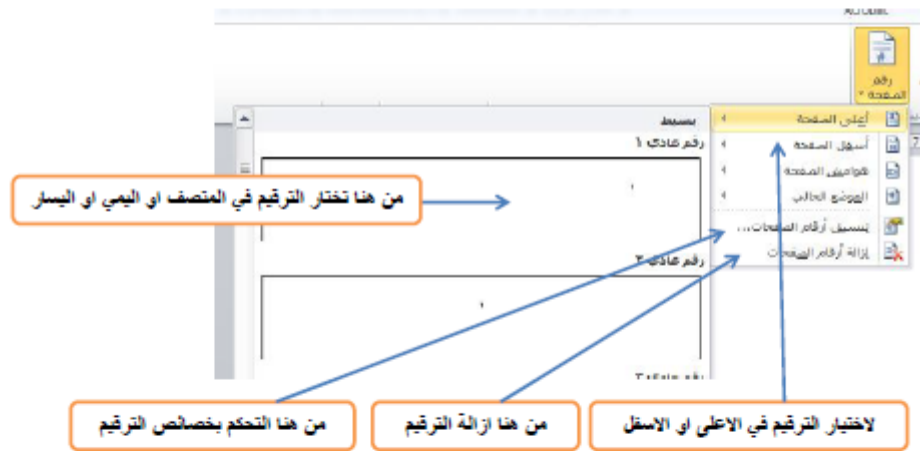 رقم
الصفحة
أعلى الصفحة
أسفل الصفحة
هوامش الصفحة
الموضع الحالي
تنسيق أرقام الصفحات...
إزالة أرقام الصفحات
بسيط
رقم عادي ١
رقم عادي ٢
من هنا تختار الترقيم في المتصف او اليمي او اليسار
لاختيار الترقيم في الاعلى او الاسفل
من هنا ازالة الترقيم
من هنا التحكم بخصائص الترقيم